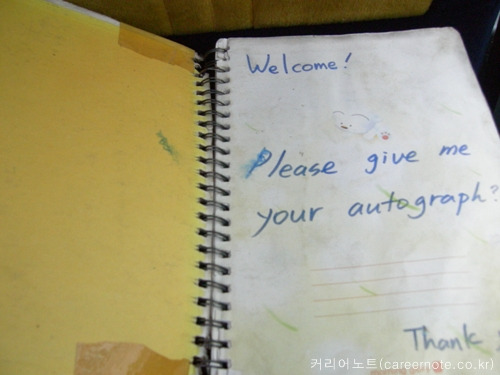 Welcome!
Please give me
your autograph?
Thank
커리어노트(careernote.co.kr)